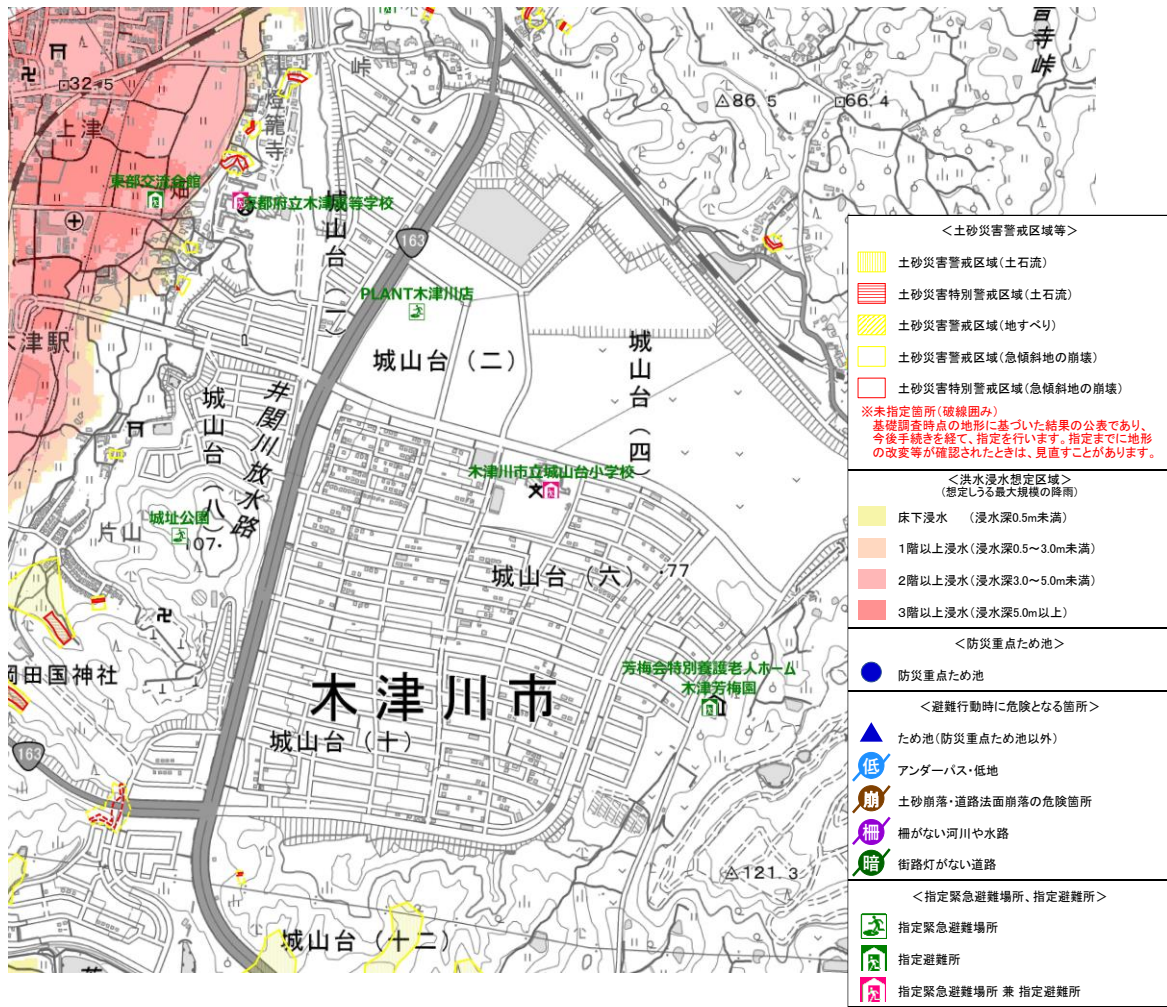 音寺峠
峠
86.5
66.4
32.5
上津
燈籠寺
東部交流会館
畑
京都府立木津高等学校
城山台(一)
163
PLANT木津川店
城山台(二)
木津駅
井関川放水路
城山台(八)
城山台(四)
木津川市立城山台小学校
城址公園
片山
107・
城山台(六)
・77
岡田国神社
芳梅会特別養護老人ホーム
木津芳梅園
木津川市
城山台(十)
163
121.3
城山台(十二)
<土砂災害警戒区域等>
土砂災害警戒区域(土石流)
土砂災害特別警戒区域(土石流)
土砂災害警戒区域(地すべり)
土砂災害警戒区域(急傾斜地の崩壊)
土砂災害特別警戒区域(急傾斜地の崩壊)
※未指定箇所(破線囲み)
基礎調査時点の地形に基づいた結果の公表であり、
今後手続きを経て、指定を行います。指定までに地形
の改変等が確認されたときは、見直すことがあります。
<洪水浸水想定区域>
(想定しうる最大規模の降雨)
床下浸水 (浸水深0.5m未満)
1階以上浸水(浸水深0.5~3.0m未満)
2階以上浸水(浸水深3.0~5.0m未満)
3階以上浸水(浸水深5.0m以上)
<防災重点ため池>
防災重点ため池
<避難行動時に危険となる箇所>
ため池(防災重点ため池以外)
低 アンダーパス・低地
崩 土砂崩落・道路法面崩落の危険箇所
柵 柵がない河川や水路
暗 街路灯がない道路
<指定緊急避難場所、指定避難所>
指定緊急避難場所
指定避難所
指定緊急避難場所 兼 指定避難所